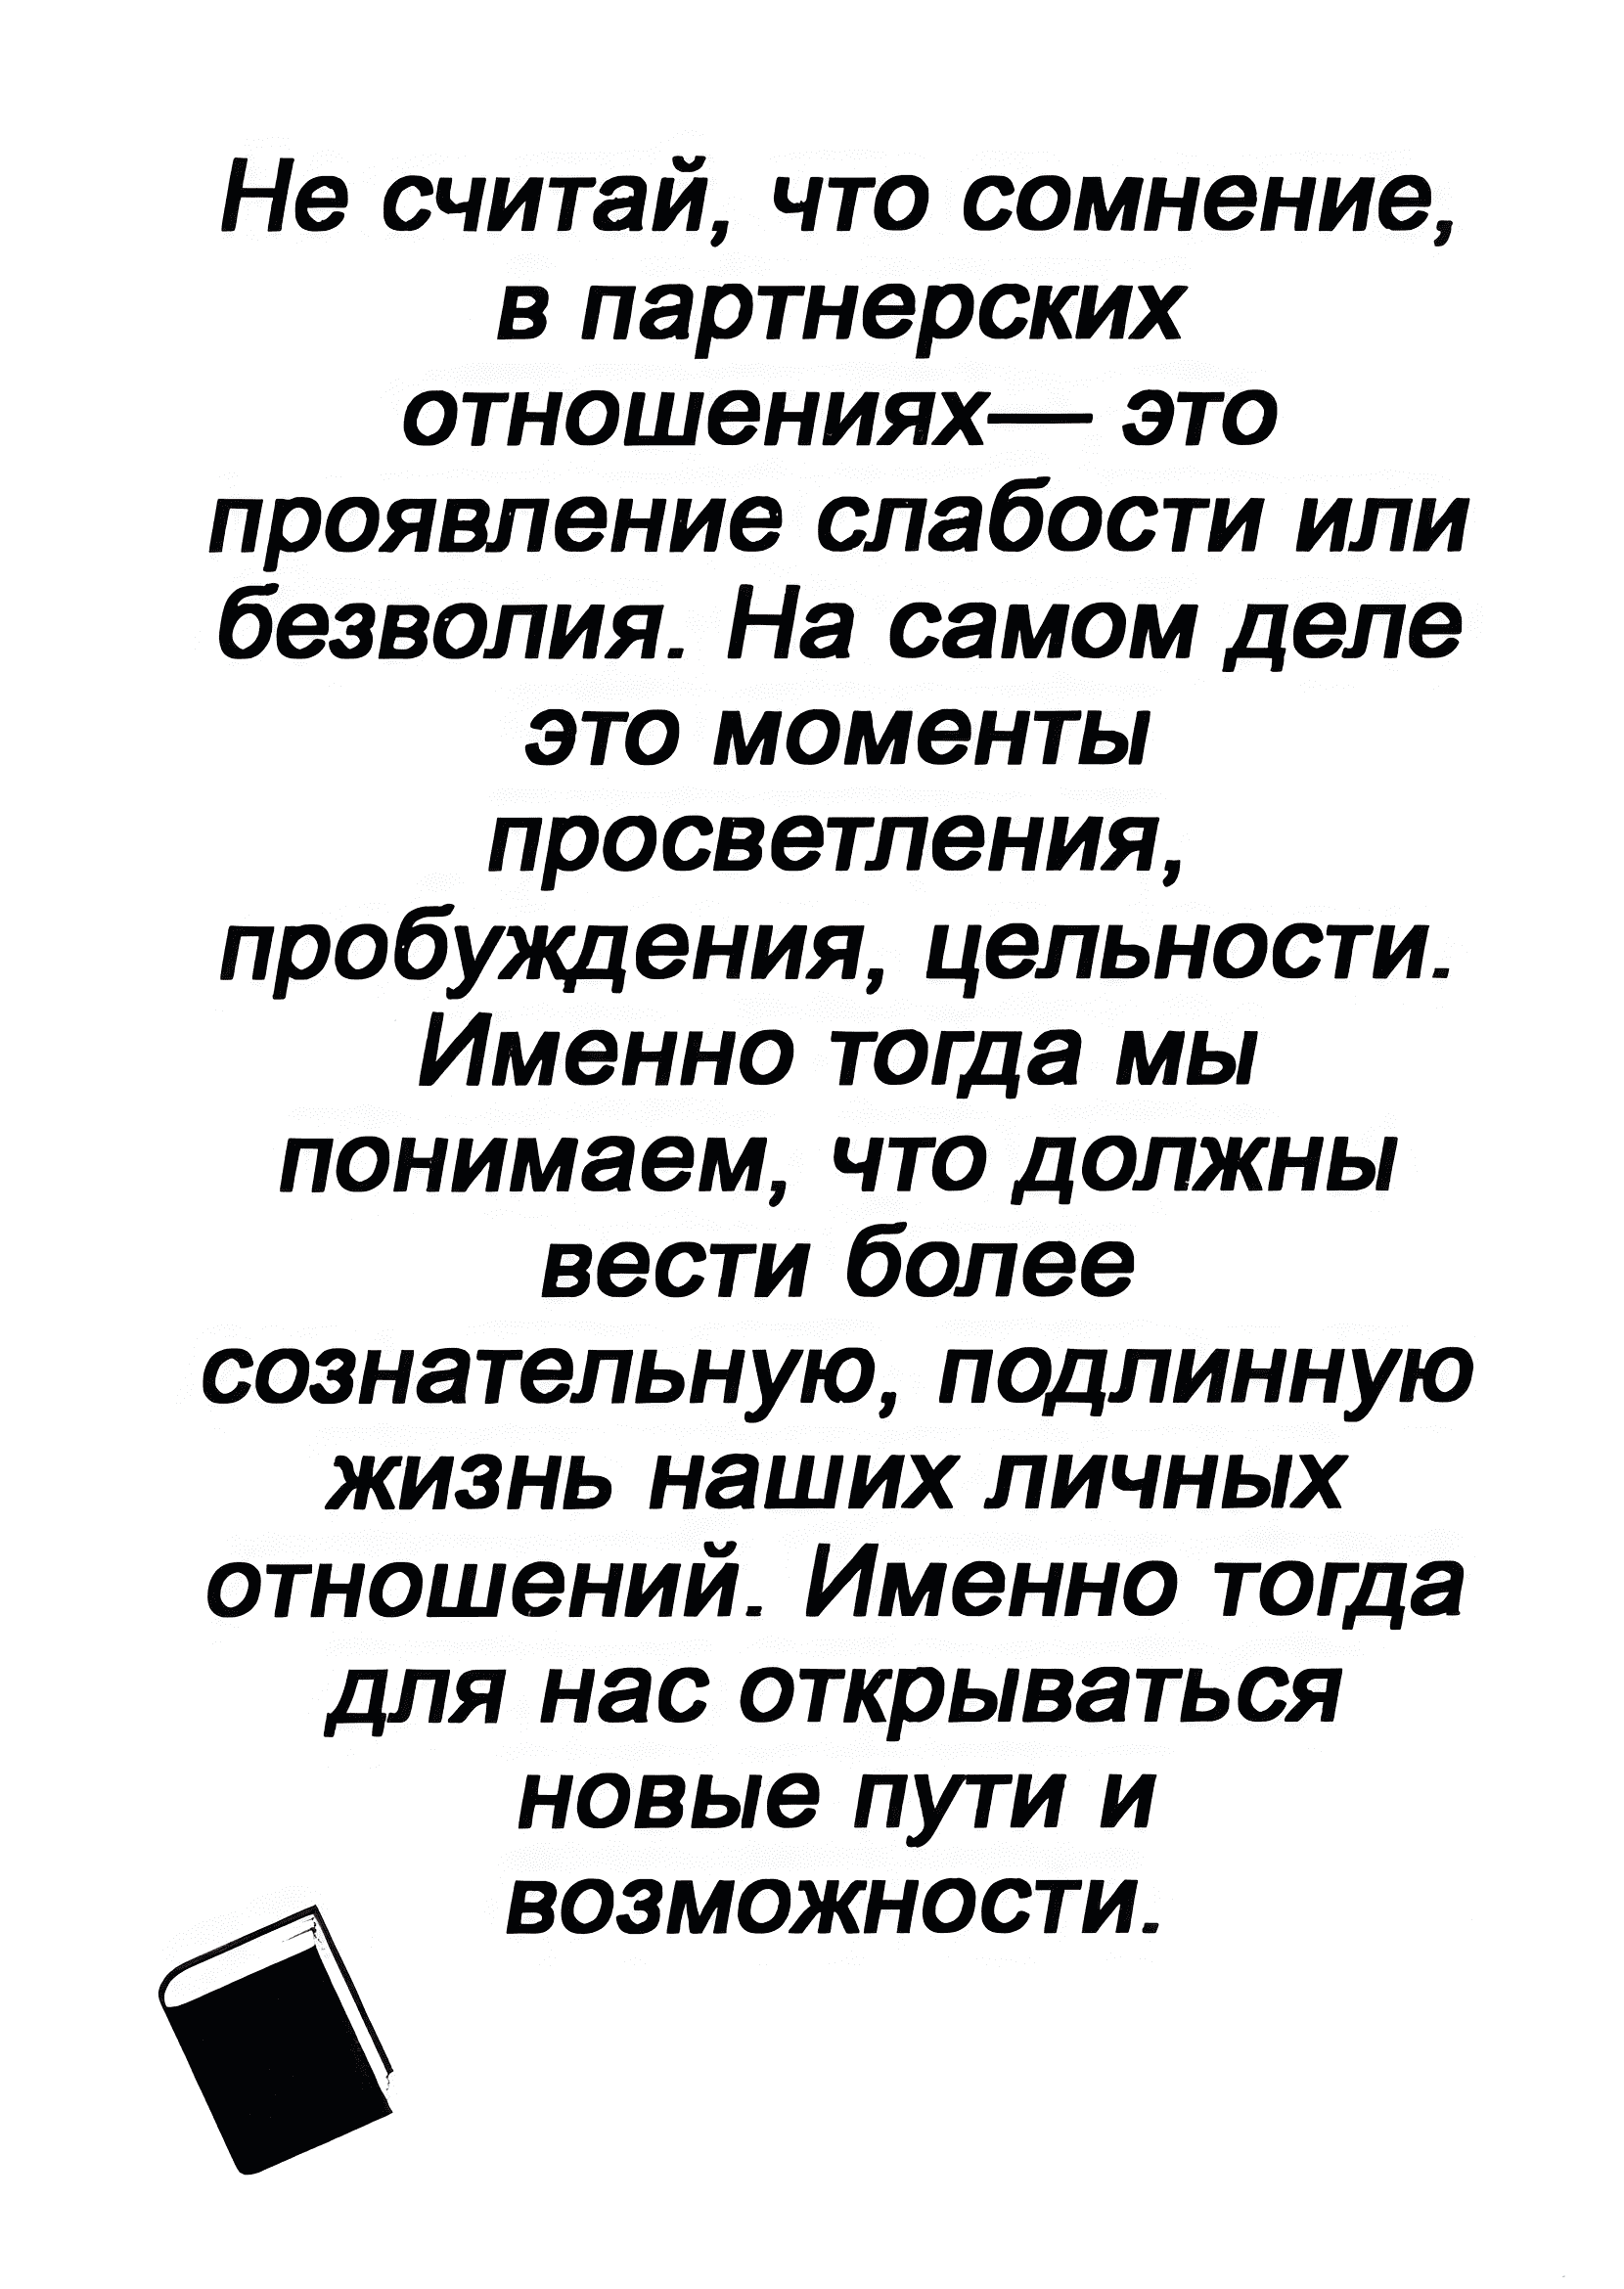 Не считай, что сомнение,
в партнерских
отношениях— это
проявление слабости или
безволия. На самом деле
это моменты
просветления,
пробуждения, цельности.
Именно тогда мы
понимаем, что должны
вести более
сознательную, подлинную
жизнь наших личных
отношений. Именно тогда
для нас открываться
новые пути и
возможности.